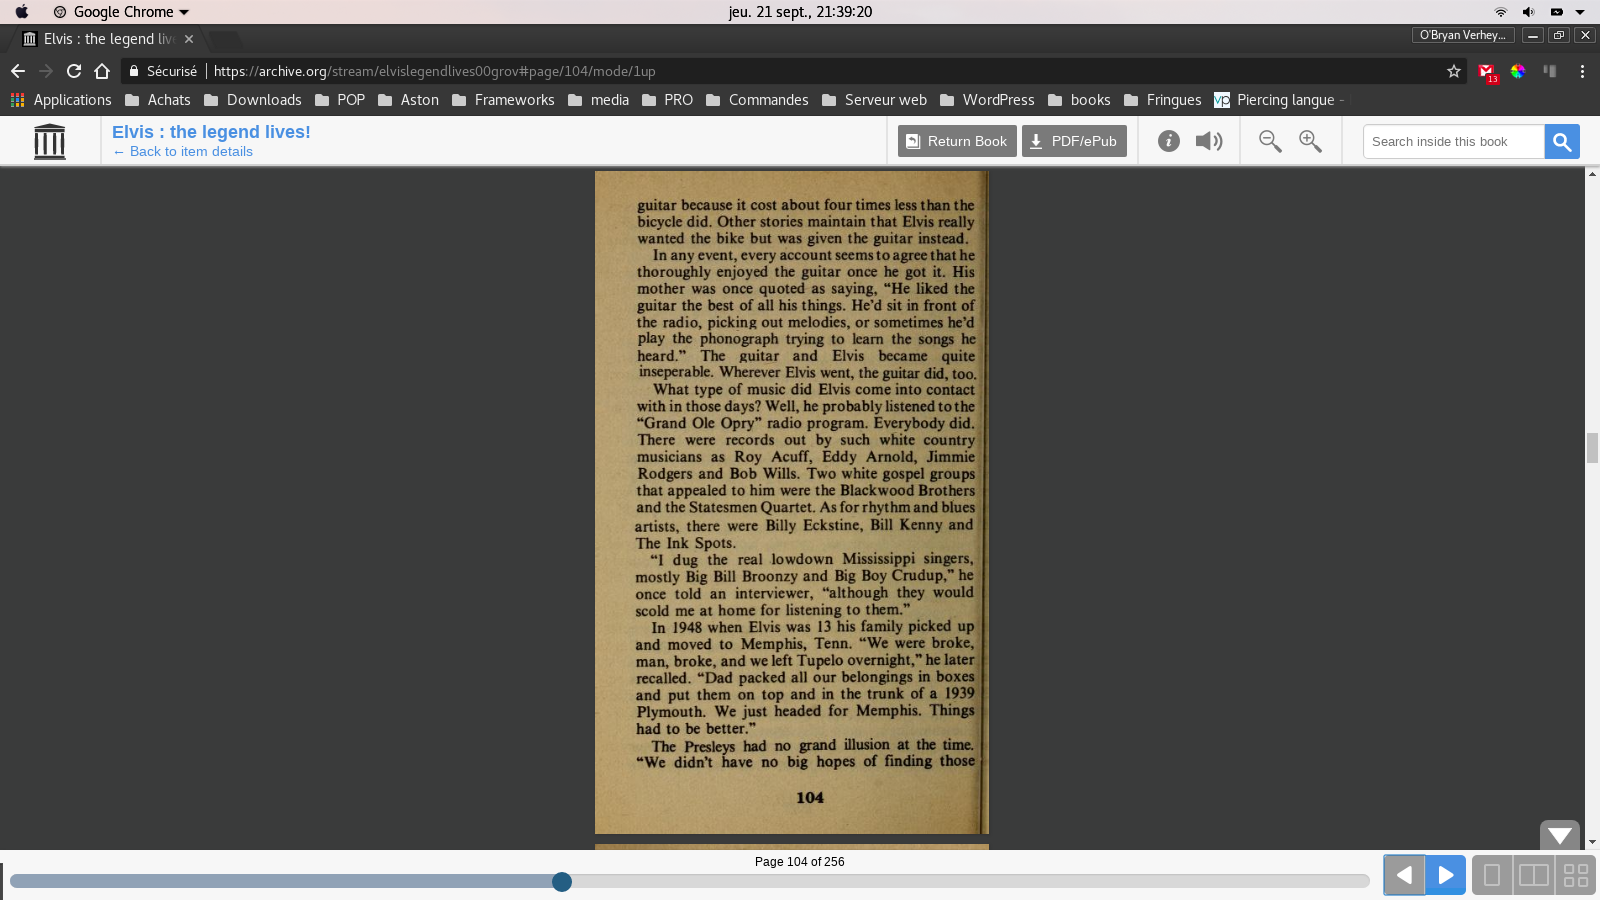 Google Chrome
jeu. 21 sept., 21:39:20
Elvis : the legend live
O'Bryan Verhey...
Sécurisé
https://archive.org/stream/elvislegendlives00grov#page/104/mode/1up
13
Applications Achats Downloads POP Aston Frameworks media PRO Commandes Serveur web WordPress books Fringues vp Piercing langue -
Elvis : the legend lives!
← Back to item details
Return Book
PDF/ePub
Search inside this book
guitar because it cost about four times less than the
bicycle did. Other stories maintain that Elvis really
wanted the bike but was given the guitar instead.
In any event, every account seems to agree that he
thoroughly enjoyed the guitar once he got it. His
mother was once quoted as saying, “He liked the
guitar the best of all his things. He’d sit in front of
the radio, picking out melodies, or sometimes he’d
play the phonograph trying to learn the songs he
heard.” The guitar and Elvis became quite
inseperable. Wherever Elvis went, the guitar did, too.
What type of music did Elvis come into contact
with in those days? Well, he probably listened to the
“Grand Ole Opry” radio program. Everybody did.
There were records out by such white country
musicians as Roy Acuff, Eddy Arnold, Jimmie
Rodgers and Bob Wills. Two white gospel groups
that appealed to him were the Blackwood Brothers
and the Statesmen Quartet. As for rhythm and blues
artists, there were Billy Eckstine, Bill Kenny and
The Ink Spots.
“I dug the real lowdown Mississippi singers,
mostly Big Bill Broonzy and Big Boy Crudup,” he
once told an interviewer, “although they would
scold me at home for listening to them.”
In 1948 when Elvis was 13 his family picked up
and moved to Memphis, Tenn. “We were broke,
man, broke, and we left Tupelo overnight,” he later
recalled. “Dad packed all our belongings in boxes
and put them on top and in the trunk of a 1939
Plymouth. We just headed for Memphis. Things
had to be better.”
The Presleys had no grand illusion at the time.
“We didn’t have no big hopes of finding those
104
Page 104 of 256